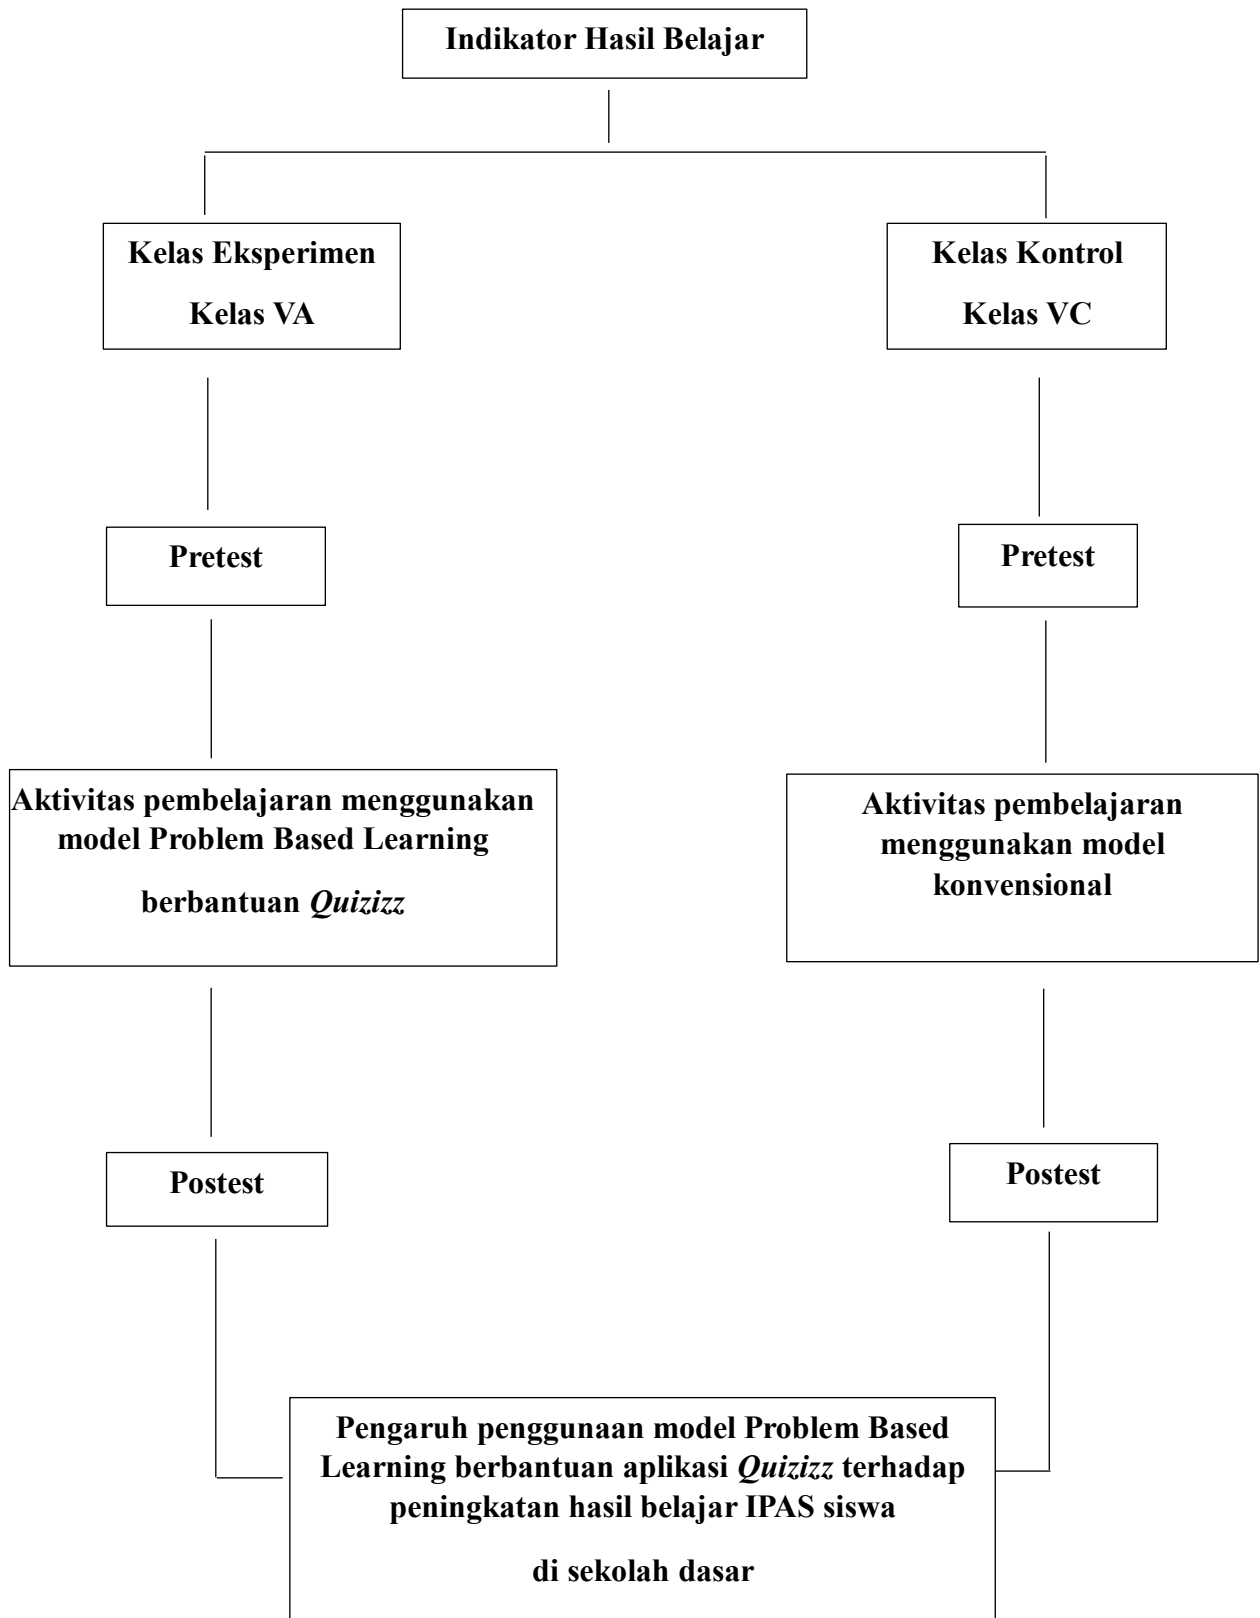 Indikator Hasil Belajar
Kelas Eksperimen
Kelas VA
Kelas Kontrol
Kelas VC
Pretest
Pretest
Aktivitas pembelajaran menggunakan
model Problem Based Learning
berbantuan Quizizz
Aktivitas pembelajaran
menggunakan model
konvensional
Postest
Postest
Pengaruh penggunaan model Problem Based
Learning berbantuan aplikasi Quizizz terhadap
peningkatan hasil belajar IPAS siswa
di sekolah dasar